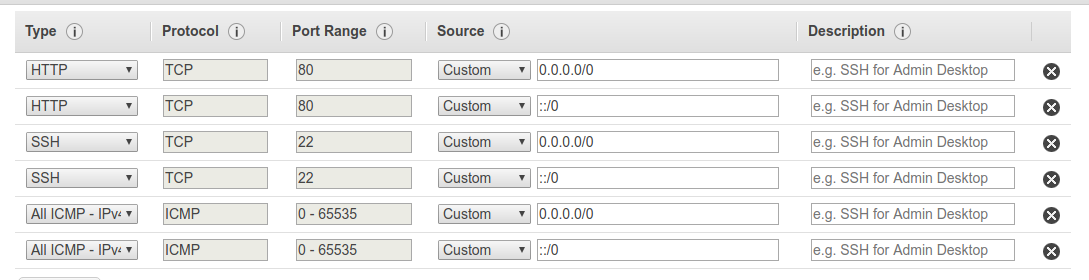 Type Protocol Port Range Source Description
HTTP TCP 80 Custom 0.0.0.0/0 e.g. SSH for Admin Desktop
HTTP TCP 80 Custom ::/0 e.g. SSH for Admin Desktop
SSH TCP 22 Custom 0.0.0.0/0 e.g. SSH for Admin Desktop
SSH TCP 22 Custom ::/0 e.g. SSH for Admin Desktop
All ICMP - IPv4 ICMP 0 - 65535 Custom 0.0.0.0/0 e.g. SSH for Admin Desktop
All ICMP - IPv4 ICMP 0 - 65535 Custom ::/0 e.g. SSH for Admin Desktop